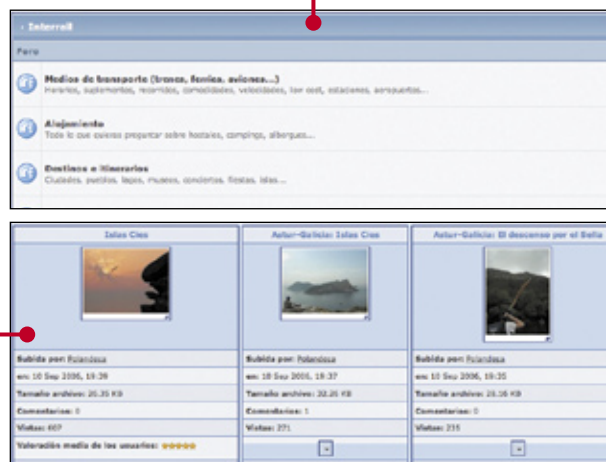 ‹ Interrail
Foro
Medios de transporte (trenes, ferries, aviones...)
Horarios, suplementos, recorridos, comodidades, velocidades, low cost, estaciones, aeropuertos...
Alojamiento
Todo lo que quieras preguntar sobre hostales, campings, albergues...
Destinos e itinerarios
Ciudades, pueblos, lagos, museos, conciertos, fiestas, islas...
Islas Cies
Astur-Galicia: Islas Cies
Astur-Galicia: El descenso por el Sella
Subida por: Polandesa
Subida por: Polandesa
Subida por: Polandesa
en: 10 Sep 2006, 19:39
en: 10 Sep 2006, 19:37
en: 10 Sep 2006, 19:35
Tamaño archivo: 20.35 KB
Tamaño archivo: 22.25 KB
Tamaño archivo: 23.16 KB
Comentarios: 0
Comentarios: 1
Comentarios: 0
Vistas: 607
Vistas: 271
Vistas: 235
Valoración media de los usuarios: